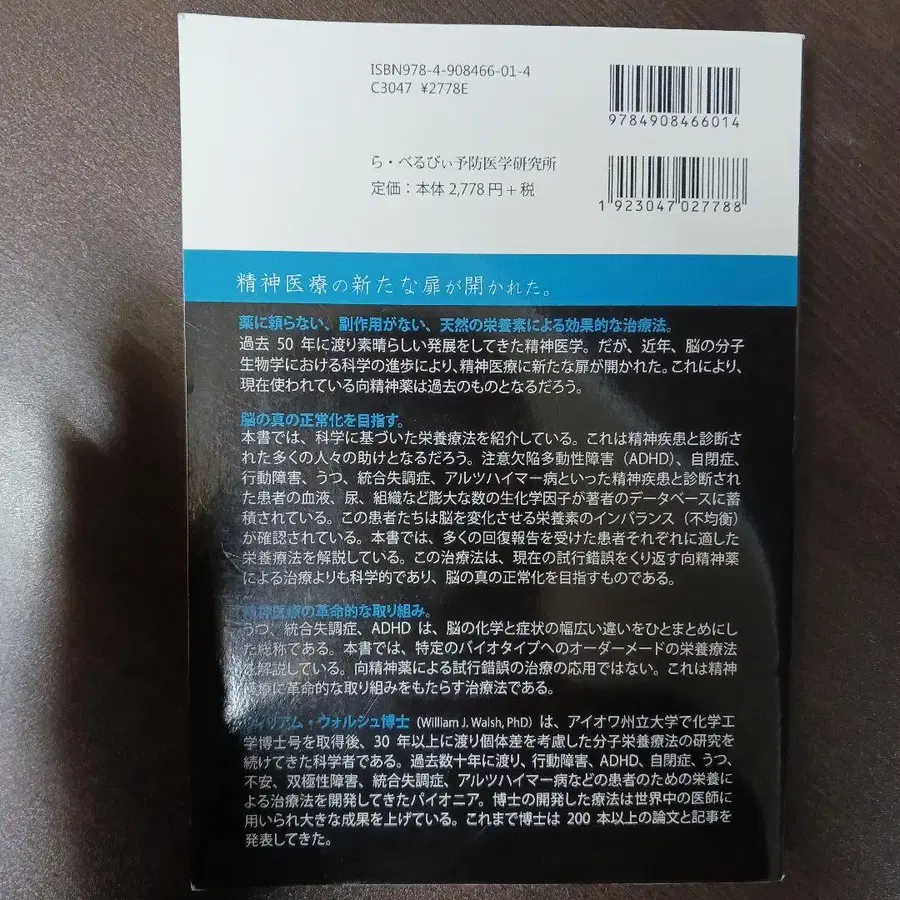 ISBN978-4-908466-01-4
C3047 ¥2778E
9784908466014
ら・べるびぃ予防医学研究所
定価：本体 2,778 円＋税
1923047027788
精神医療の新たな扉が開かれた。
薬に頼らない、副作用がない、天然の栄養素による効果的な治療法。
過去 50 年に渡り素晴らしい発展をしてきた精神医学。だが、近年、脳の分子
生物学における科学の進歩により、精神医療に新たな扉が開かれた。これにより、
現在使われている向精神薬は過去のものとなるだろう。
脳の真の正常化を目指す。
本書では、科学に基づいた栄養療法を紹介している。これは精神疾患と診断さ
れた多くの人々の助けとなるだろう。注意欠陥多動性障害（ADHD）、自閉症、
行動障害、うつ、統合失調症、アルツハイマー病といった精神疾患と診断され
た患者の血液、尿、組織など膨大な数の生化学因子が著者のデータベースに蓄
積されている。この患者たちは脳を変化させる栄養素のインバランス（不均衡）
が確認されている。本書では、多くの回復報告を受けた患者それぞれに適した
栄養療法を解説している。この治療法は、現在の試行錯誤をくり返す向精神薬
による治療よりも科学的であり、脳の真の正常化を目指すものである。
精神医療の革命的な取り組み。
うつ、統合失調症、ADHD は、脳の化学と症状の幅広い違いをひとまとめにし
た総称である。本書では、特定のバイオタイプへのオーダーメードの栄養療法
を解説している。向精神薬による試行錯誤の治療の応用ではない。これは精神
医療に革命的な取り組みをもたらす治療法である。
ウィリアム・ウォルシュ博士（William J. Walsh, PhD）は、アイオワ州立大学で化学工
学博士号を取得後、30 年以上に渡り個体差を考慮した分子栄養療法の研究を
続けてきた科学者である。過去数十年に渡り、行動障害、ADHD、自閉症、うつ、
不安、双極性障害、統合失調症、アルツハイマー病などの患者のための栄養に
よる治療法を開発してきたパイオニア。博士の開発した療法は世界中の医師に
用いられ大きな成果を上げている。これまで博士は 200 本以上の論文と記事を
発表してきた。